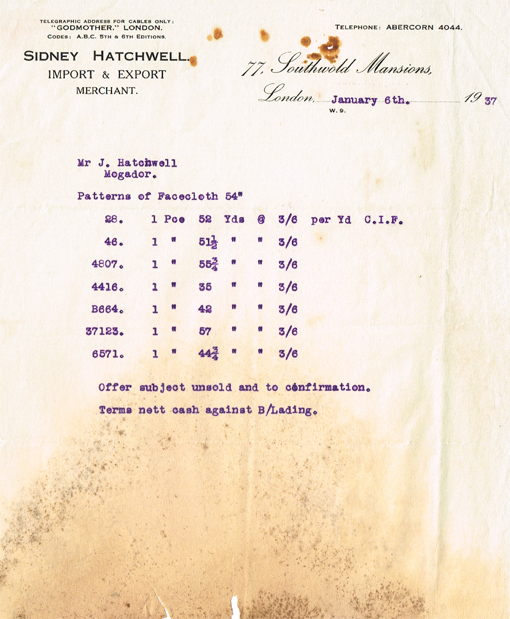 TELEGRAPHIC ADDRESS FOR CABLES ONLY:
"GODMOTHER," LONDON.
CODES: A.B.C. 5TH & 6TH EDITIONS.
TELEPHONE: ABERCORN 4044.
SIDNEY HATCHWELL,
IMPORT & EXPORT
MERCHANT.
77, Southwold Mansions,
London, January 6th. 1937
W. 9.
Mr J. Hatchwell
Mogador.
Patterns of Facecloth 54"
28. 1 Pce 52 Yds @ 3/6 per Yd C.I.F.
46. 1 " 51½ " " 3/6
4807. 1 " 55¾ " " 3/6
4416. 1 " 35 " " 3/6
B664. 1 " 42 " " 3/6
37123. 1 " 57 " " 3/6
6571. 1 " 44¾ " " 3/6
Offer subject unsold and to confirmation.
Terms nett cash against B/Lading.